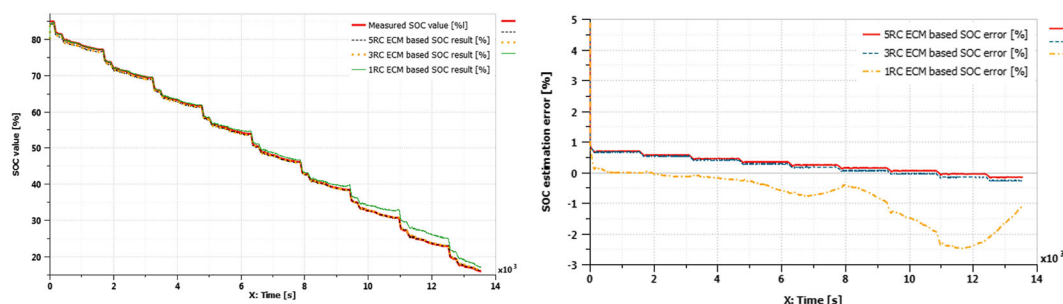 Measured SOC value [%l]
5RC ECM based SOC result [%]
3RC ECM based SOC result [%]
1RC ECM based SOC result [%]
SOC value [%]
80
70
60
50
40
30
20
0
2
4
6
8
10
12
14
x10³
X: Time [s]
5RC ECM based SOC error [%]
3RC ECM based SOC error [%]
1RC ECM based SOC error [%]
SOC estimation error [%]
5
4
3
2
1
0
-1
-2
-3
0
2
4
6
8
10
12
14
x10³
X: Time [s]